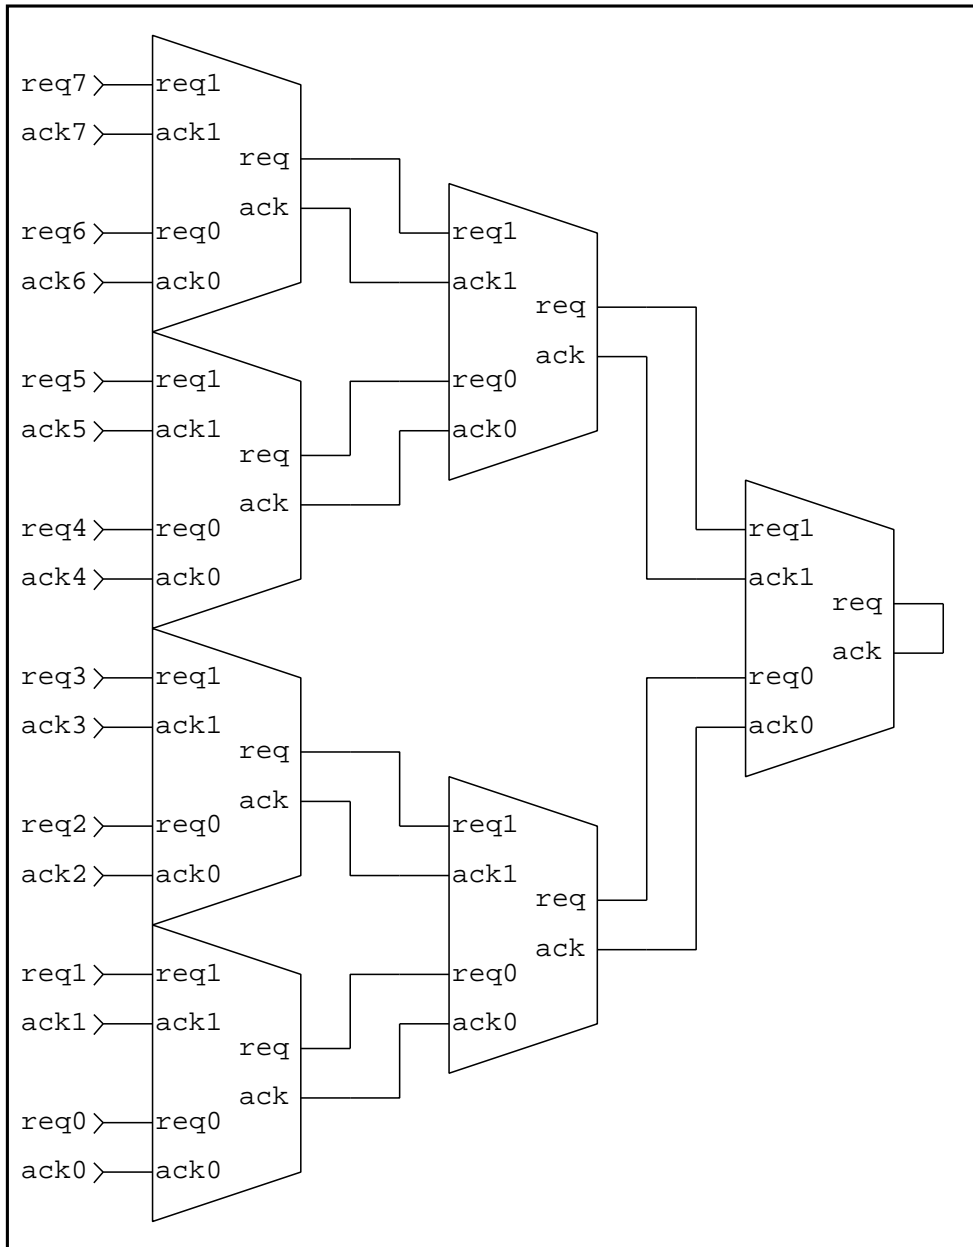 req7 req1
ack7 ack1
req
ack
req6 req0 req1
ack6 ack0 ack1
req
ack
req5 req1 req0
ack5 ack1 ack0
req
ack
req4 req0 req1
ack4 ack0 ack1
req
ack
req3 req1 req0
ack3 ack1 ack0
req
ack
req2 req0 req1
ack2 ack0 ack1
req
ack
req1 req1 req0
ack1 ack1 ack0
req
ack
req0 req0
ack0 ack0